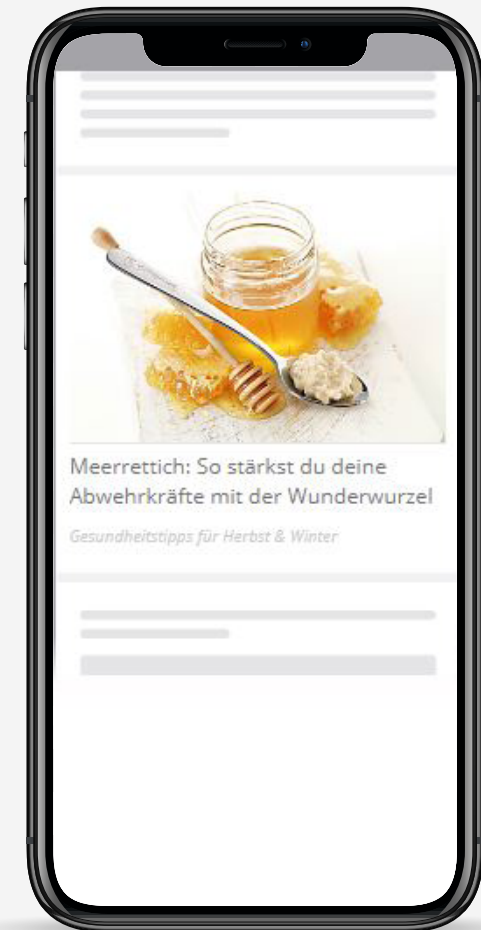 Meerrettich: So stärkst du deine
Abwehrkräfte mit der Wunderwurzel
Gesundheitstipps für Herbst & Winter